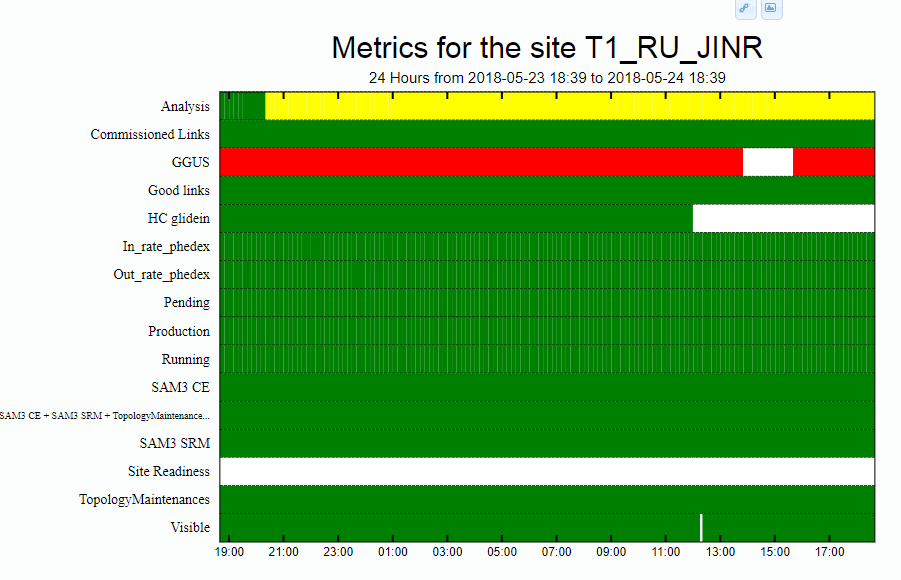 Metrics for the site T1_RU_JINR
24 Hours from 2018-05-23 18:39 to 2018-05-24 18:39
Analysis
Commissioned Links
GGUS
Good links
HC glidein
In_rate_phedex
Out_rate_phedex
Pending
Production
Running
SAM3 CE
SAM3 CE + SAM3 SRM + TopologyMaintenance...
SAM3 SRM
Site Readiness
TopologyMaintenances
Visible
19:00 21:00 23:00 01:00 03:00 05:00 07:00 09:00 11:00 13:00 15:00 17:00